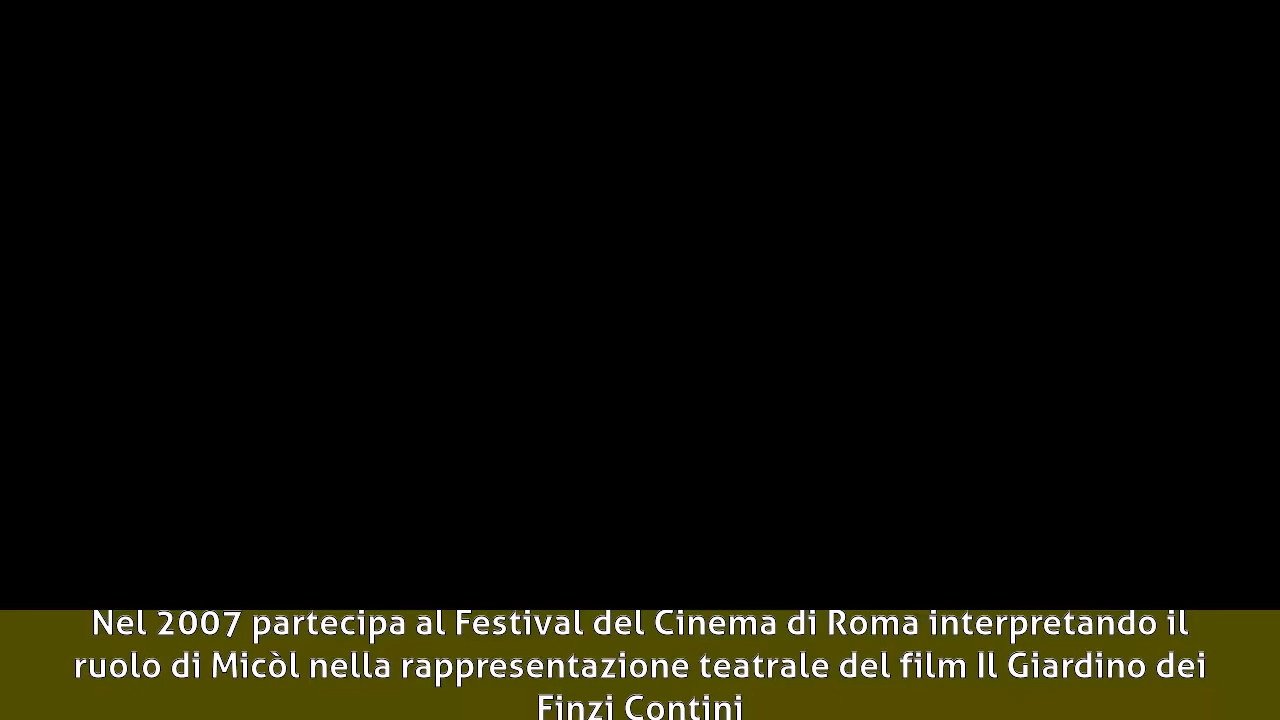 Nel 2007 partecipa al Festival del Cinema di Roma interpretando il
ruolo di Micòl nella rappresentazione teatrale del film Il Giardino dei
Finzi Contini